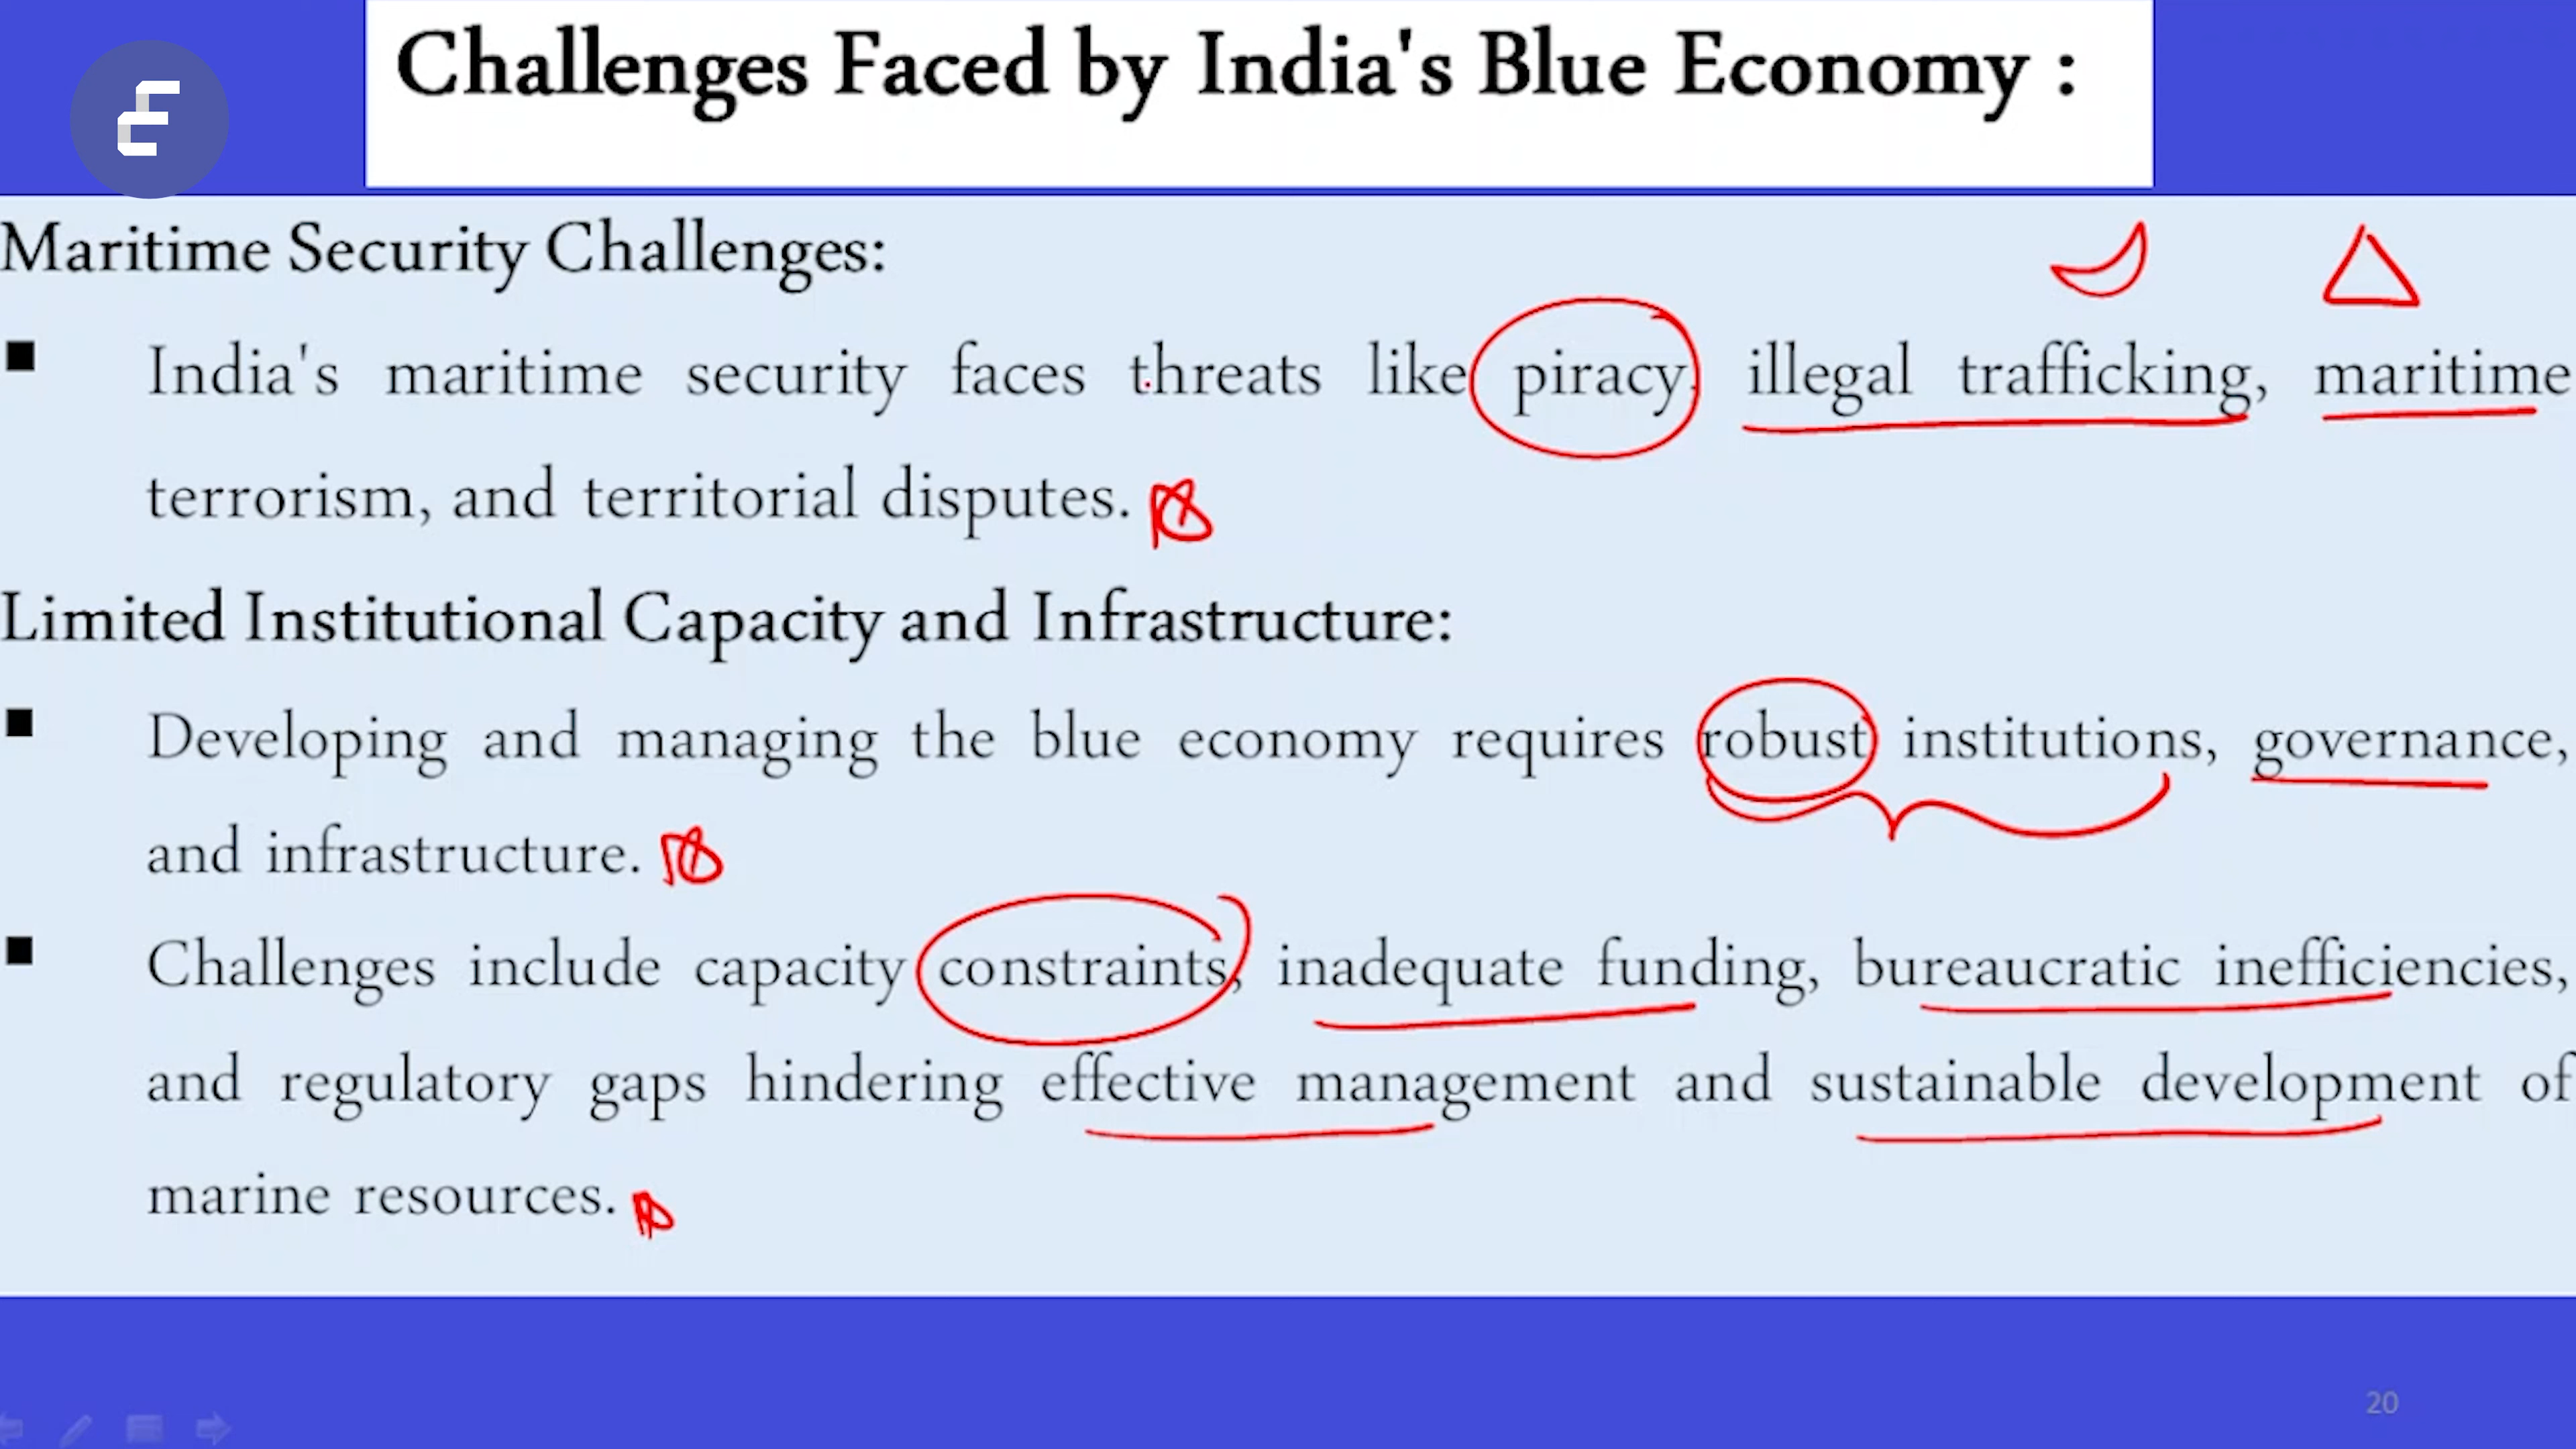 Challenges Faced by India's Blue Economy :
Maritime Security Challenges:
India's maritime security faces threats like piracy, illegal trafficking, maritime
terrorism, and territorial disputes.
Limited Institutional Capacity and Infrastructure:
Developing and managing the blue economy requires robust institutions, governance,
and infrastructure.
Challenges include capacity constraints, inadequate funding, bureaucratic inefficiencies,
and regulatory gaps hindering effective management and sustainable development of
marine resources.
20